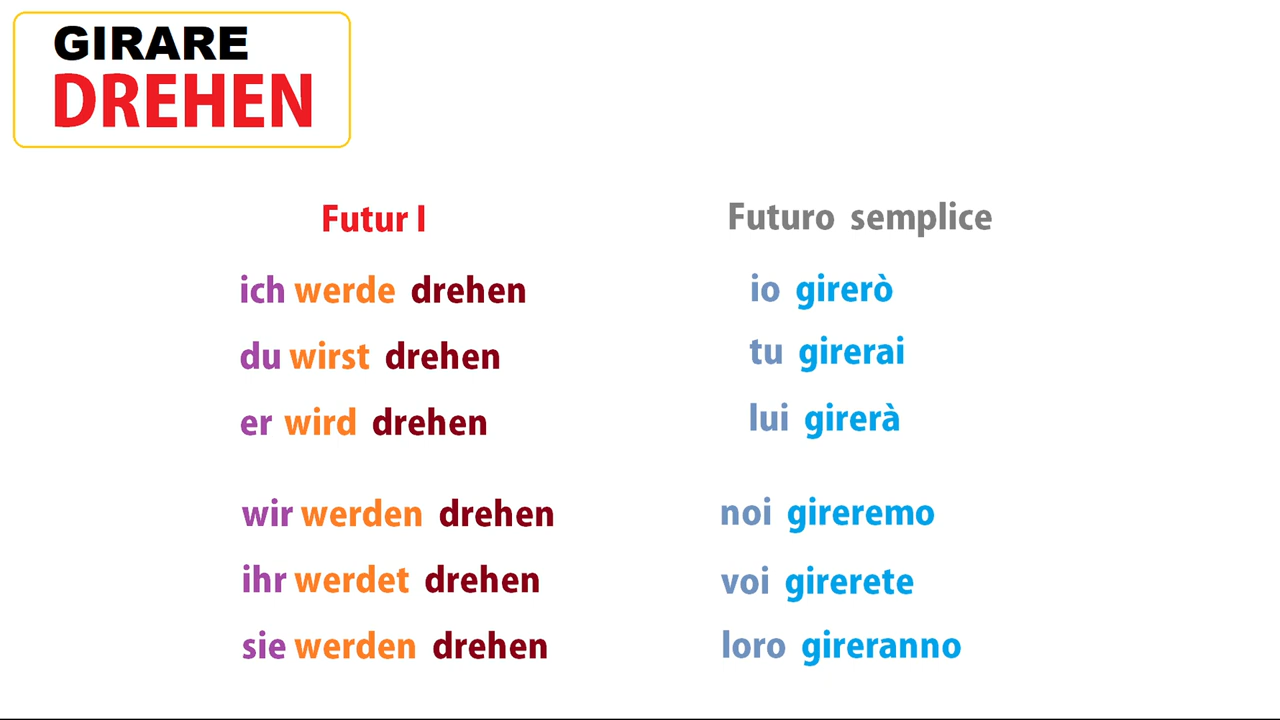 GIRARE
DREHEN
Futur I
ich werde drehen
du wirst drehen
er wird drehen
wir werden drehen
ihr werdet drehen
sie werden drehen
Futuro semplice
io girerò
tu girerai
lui girerà
noi gireremo
voi girerete
loro gireranno